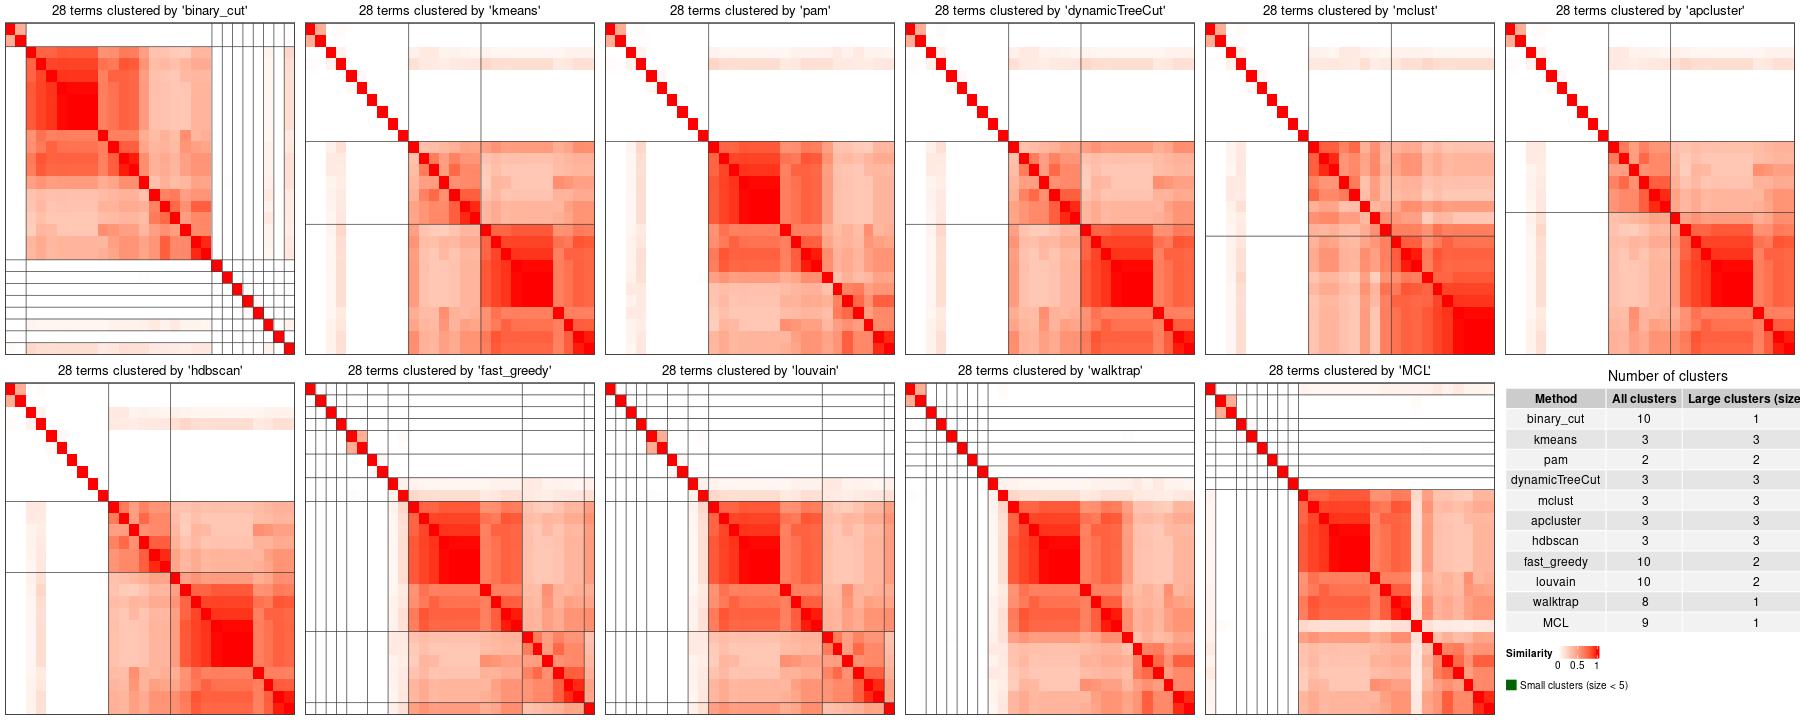 28 terms clustered by 'binary_cut'
28 terms clustered by 'kmeans'
28 terms clustered by 'pam'
28 terms clustered by 'dynamicTreeCut'
28 terms clustered by 'mclust'
28 terms clustered by 'apcluster'
28 terms clustered by 'hdbscan'
28 terms clustered by 'fast_greedy'
28 terms clustered by 'louvain'
28 terms clustered by 'walktrap'
28 terms clustered by 'MCL'
Number of clusters
Method All clusters Large clusters (size
binary_cut 10 1
kmeans 3 3
pam 2 2
dynamicTreeCut 3 3
mclust 3 3
apcluster 3 3
hdbscan 3 3
fast_greedy 10 2
louvain 10 2
walktrap 8 1
MCL 9 1
Similarity
0 0.5 1
Small clusters (size < 5)